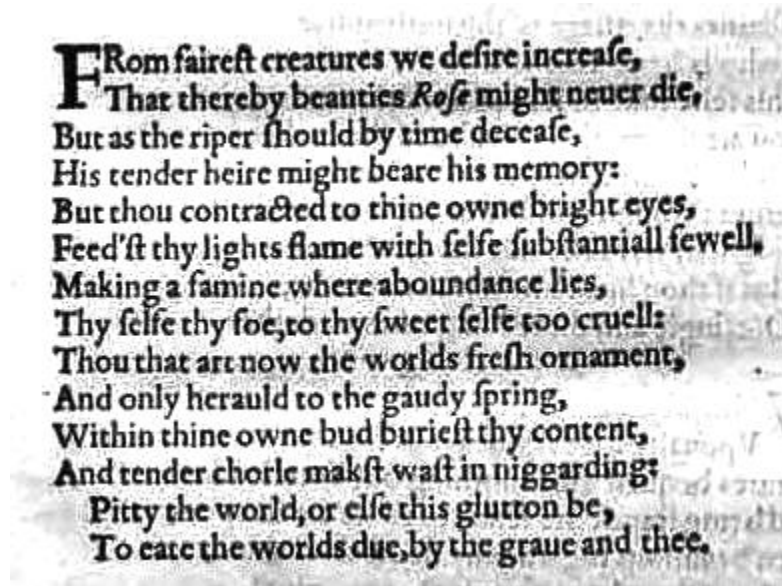 FRom faireſt creatures we deſire increaſe,
That thereby beauties Roſe might neuer die,
But as the riper ſhould by time deceaſe,
His tender heire might beare his memory:
But thou contracted to thine owne bright eyes,
Feed'ſt thy lights flame with ſelfe ſubſtantiall fewell,
Making a famine where aboundance lies,
Thy ſelfe thy foe,to thy ſweet ſelfe too cruell:
Thou that art now the worlds freſh ornament,
And only herauld to the gaudy ſpring,
Within thine owne bud burieſt thy content,
And tender chorle makſt waſt in niggarding:
Pitty the world,or elſe this glutton be,
To eate the worlds due,by the graue and thee.